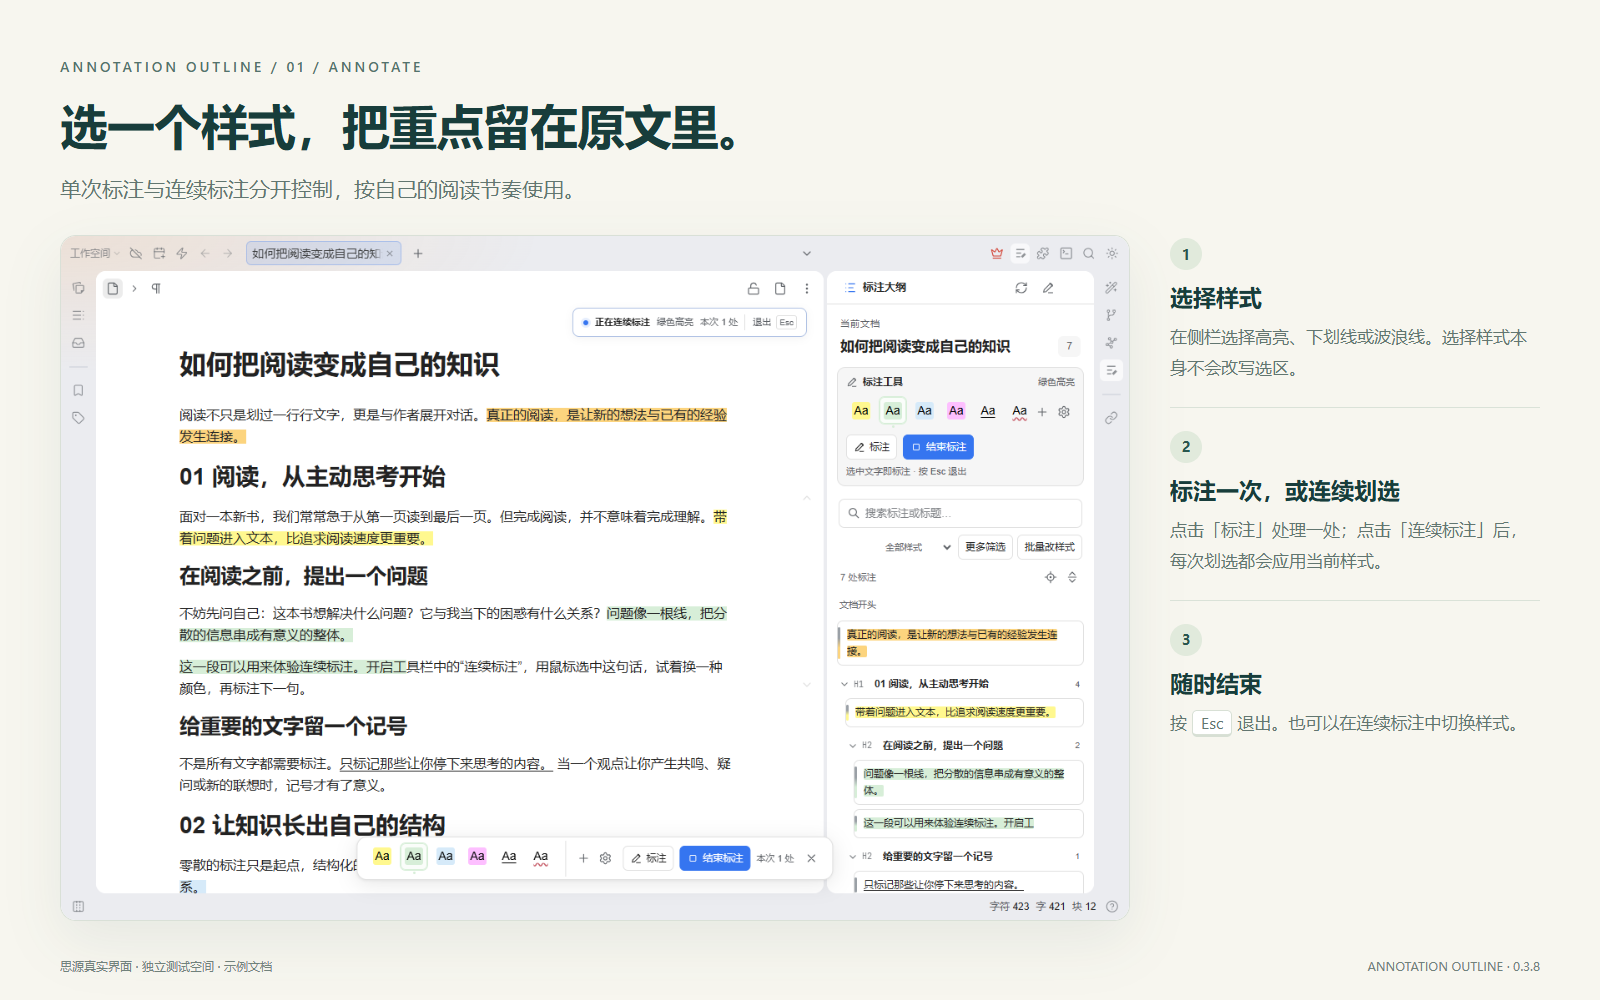 ANNOTATION OUTLINE / 01 / ANNOTATE
选一个样式，把重点留在原文里。
单次标注与连续标注分开控制，按自己的阅读节奏使用。
工作空间
如何把阅读变成自己的知
正在连续标注 绿色高亮 本次 1 处 退出 Esc
如何把阅读变成自己的知识
阅读不只是划过一行行文字，更是与作者展开对话。真正的阅读，是让新的想法与已有的经验
发生连接。
01 阅读，从主动思考开始
面对一本新书，我们常常急于从第一页读到最后一页。但完成阅读，并不意味着完成理解。带
着问题进入文本，比追求阅读速度更重要。
在阅读之前，提出一个问题
不妨先问自己：这本书想解决什么问题？它与我当下的困惑有什么关系？问题像一根线，把分
散的信息串成有意义的整体。
这一段可以用来体验连续标注。开启工具栏中的“连续标注”，用鼠标选中这句话，试着换一种
颜色，再标注下一句。
给重要的文字留一个记号
不是所有文字都需要标注。只标记那些让你停下来思考的内容。 当一个观点让你产生共鸣、疑
问或新的联想时，记号才有了意义。
02 让知识长出自己的结构
零散的标注只是起点，结构化的
系。
Aa Aa Aa Aa Aa Aa 标注 结束标注 本次 1 处
标注大纲
当前文档
如何把阅读变成自己的知识 7
标注工具 绿色高亮
Aa Aa Aa Aa Aa Aa
标注 结束标注
选中文字即标注 · 按 Esc 退出
搜索标注或标题...
全部样式 更多筛选 批量改样式
7 处标注
文档开头
真正的阅读，是让新的想法与已有的经验发生连
接。
H1 01 阅读，从主动思考开始 4
带着问题进入文本，比追求阅读速度更重要。
H2 在阅读之前，提出一个问题 2
问题像一根线，把分散的信息串成有意义的整
体。
这一段可以用来体验连续标注。开启工
H2 给重要的文字留一个记号 1
只标记那些让你停下来思考的内容。
字符 423 字 421 块 12
1
选择样式
在侧栏选择高亮、下划线或波浪线。选择样式本
身不会改写选区。
2
标注一次，或连续划选
点击「标注」处理一处；点击「连续标注」后，
每次划选都会应用当前样式。
3
随时结束
按 Esc 退出。也可以在连续标注中切换样式。
思源真实界面 · 独立测试空间 · 示例文档
ANNOTATION OUTLINE · 0.3.8